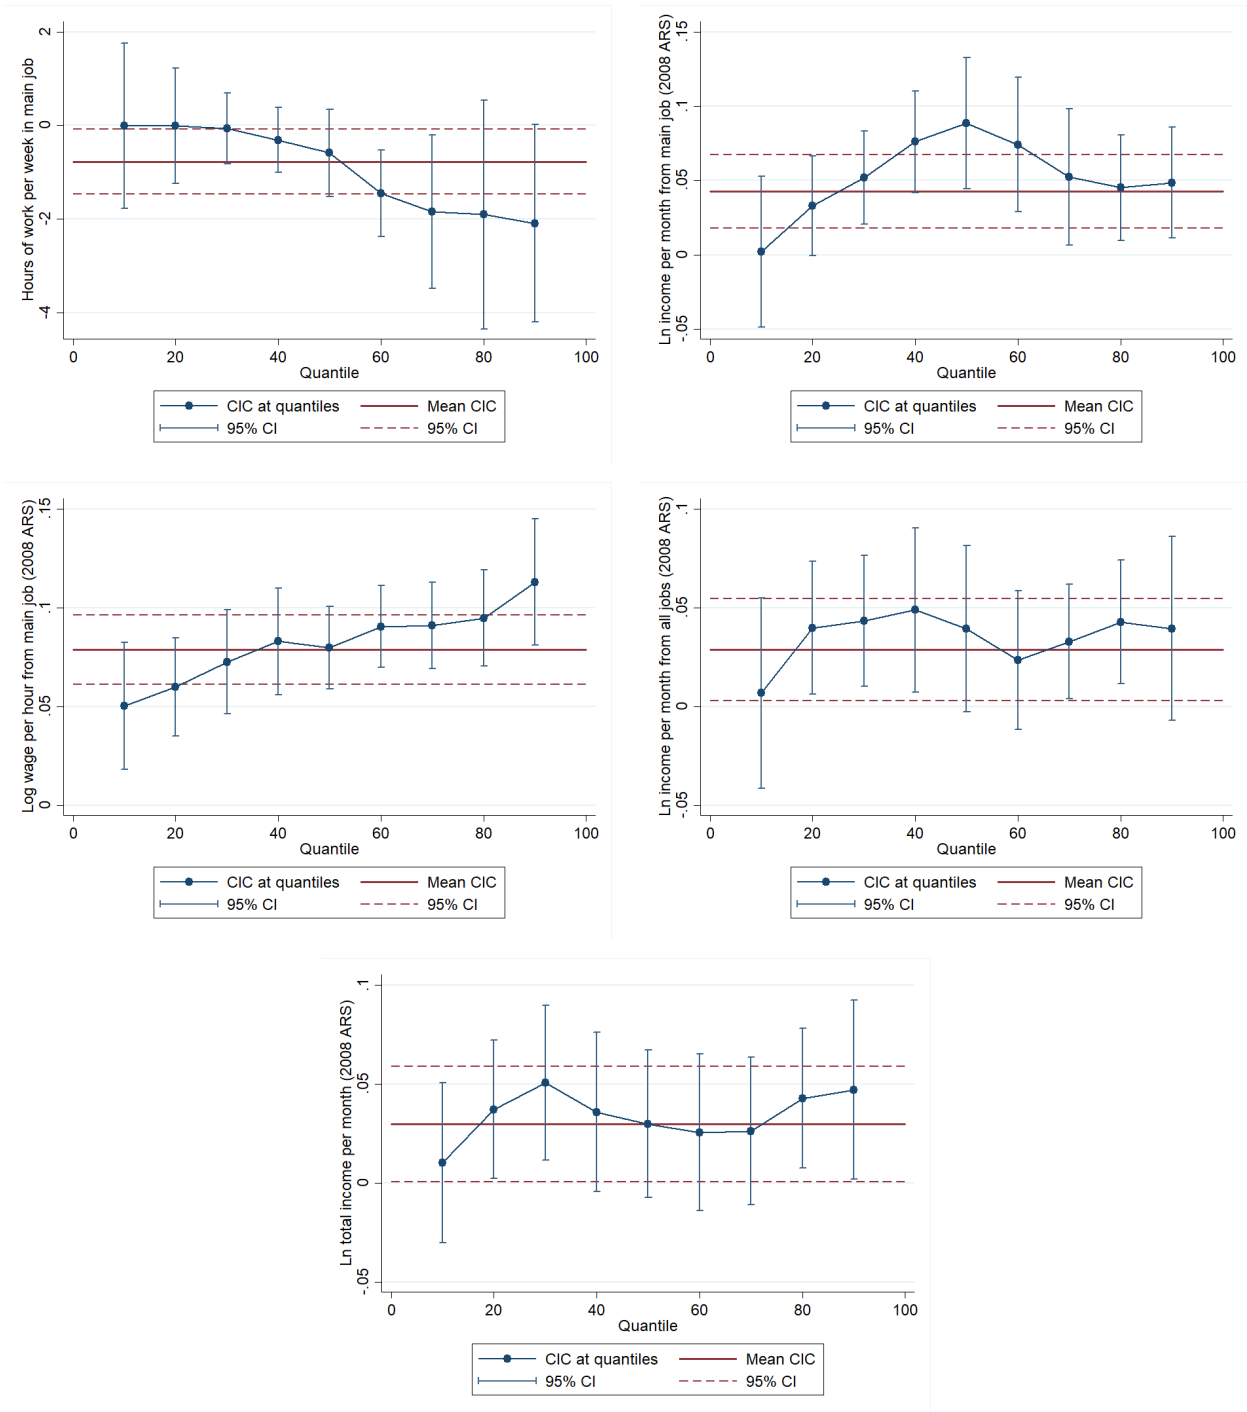 Hours of work per week in main job
2
0
-2
-4
0 20 40 60 80 100
Quantile
CIC at quantiles Mean CIC
95% CI 95% CI
Ln income per month from main job (2008 ARS)
.15
.1
.05
0
-.05
0 20 40 60 80 100
Quantile
CIC at quantiles Mean CIC
95% CI 95% CI
Log wage per hour from main job (2008 ARS)
.15
.1
.05
0
0 20 40 60 80 100
Quantile
CIC at quantiles Mean CIC
95% CI 95% CI
Ln income per month from all jobs (2008 ARS)
.1
.05
0
-.05
0 20 40 60 80 100
Quantile
CIC at quantiles Mean CIC
95% CI 95% CI
Ln total income per month (2008 ARS)
.1
.05
0
-.05
0 20 40 60 80 100
Quantile
CIC at quantiles Mean CIC
95% CI 95% CI